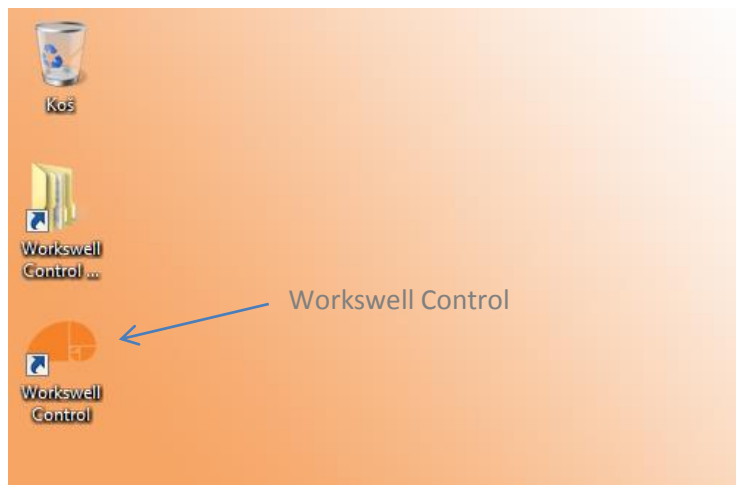 Koš
Workswell
Control ...
Workswell Control
Workswell
Control